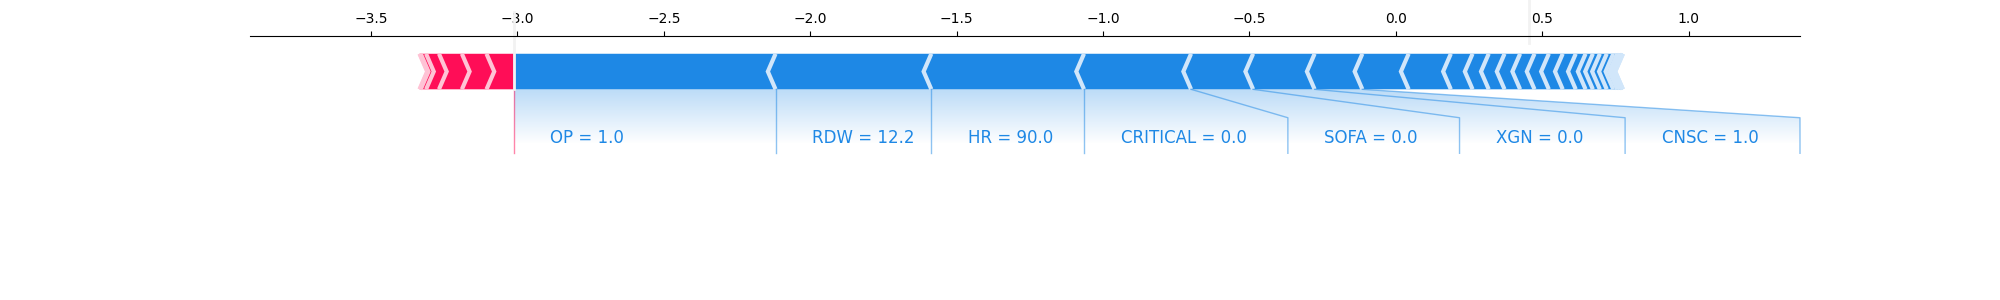 −3.5 −3.0 −2.5 −2.0 −1.5 −1.0 −0.5 0.0 0.5 1.0
OP = 1.0 RDW = 12.2 HR = 90.0 CRITICAL = 0.0 SOFA = 0.0 XGN = 0.0 CNSC = 1.0